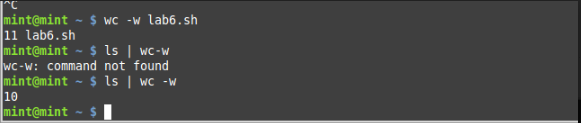 ^C
mint@mint ~ $ wc -w lab6.sh
11 lab6.sh
mint@mint ~ $ ls | wc-w
wc-w: command not found
mint@mint ~ $ ls | wc -w
10
mint@mint ~ $